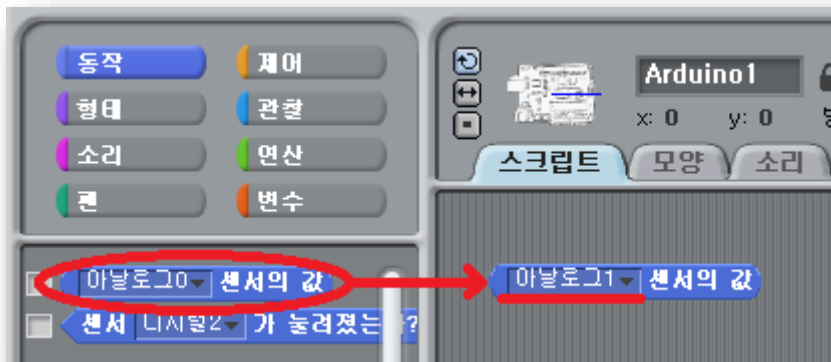 동작
제어
형태
관찰
소리
연산
펜
변수
아날로그0 센서의 값
센서 디지털2 가 눌러졌는 ?
Arduino1
x: 0 y: 0
스크립트 모양 소리
아날로그1 센서의 값